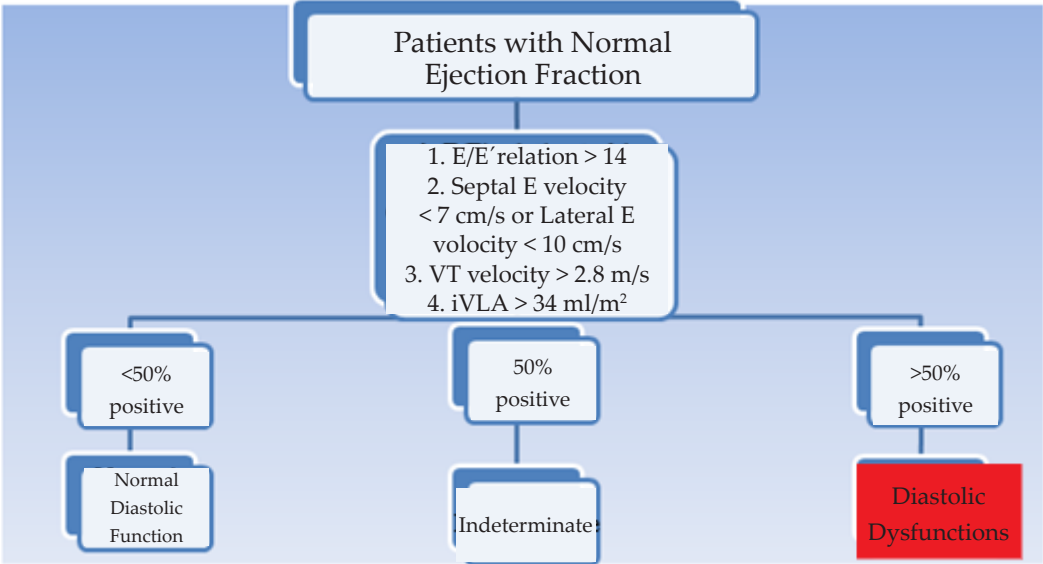 Patients with Normal
Ejection Fraction
1. E/E´relation > 14
2. Septal E velocity
< 7 cm/s or Lateral E
volocity < 10 cm/s
3. VT velocity > 2.8 m/s
4. iVLA > 34 ml/m²
<50%
positive
50%
positive
>50%
positive
Normal
Diastolic
Function
Indeterminate
Diastolic
Dysfunctions